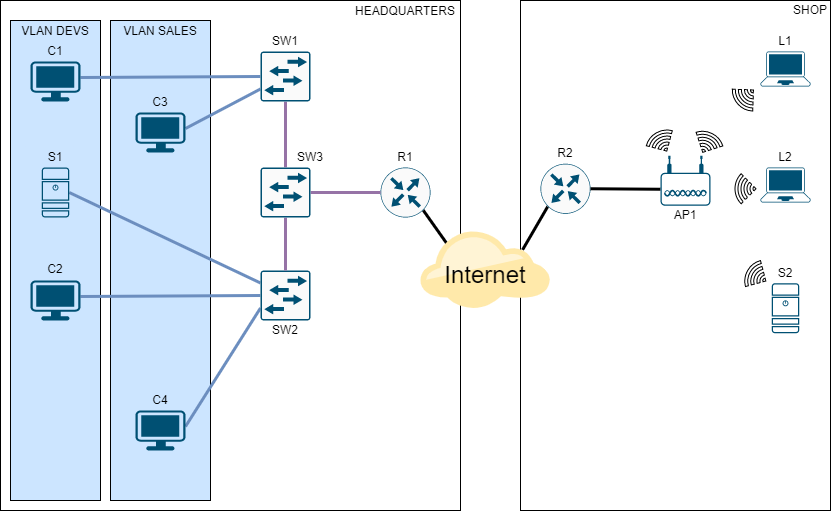 HEADQUARTERS
SHOP
VLAN DEVS
VLAN SALES
C1
SW1
L1
C3
S1
SW3
R1
R2
L2
AP1
C2
Internet
S2
SW2
C4